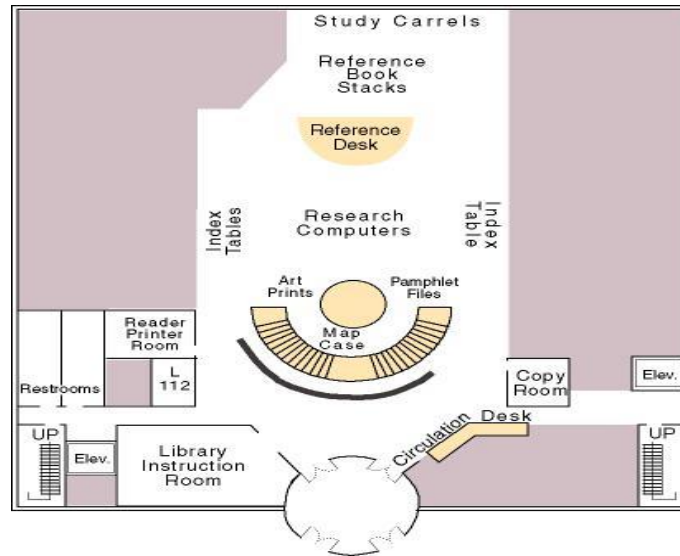 Study Carrels
Reference
Book
Stacks
Reference
Desk
Index
Tables
Research
Computers
Index
Table
Art
Prints
Pamphlet
Files
Map
Case
Reader
Printer
Room
L
112
Restrooms
Copy
Room
Elev.
UP
Elev.
Library
Instruction
Room
Circulation Desk
UP